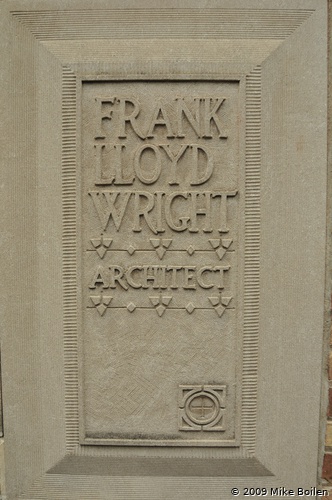 FRANK
LLOYD
WRIGHT
ARCHITECT
© 2009 Mike Boilen